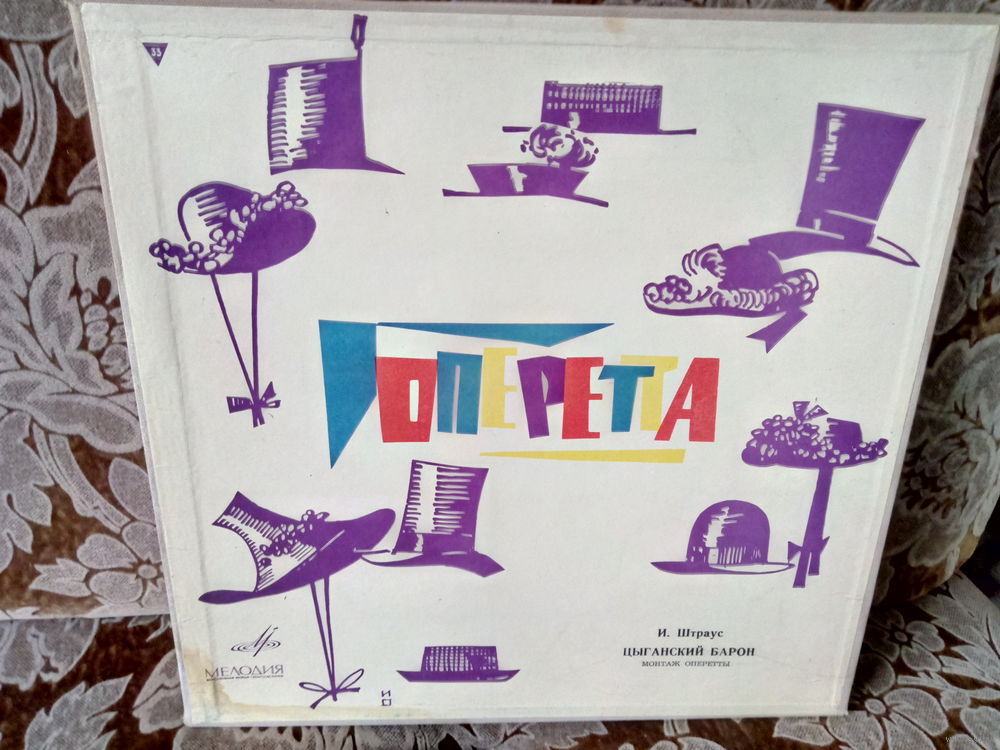 33
ОПЕРЕТТА
И. Штраус
ЦЫГАНСКИЙ БАРОН
МОНТАЖ ОПЕРЕТТЫ
МЕЛОДИЯ